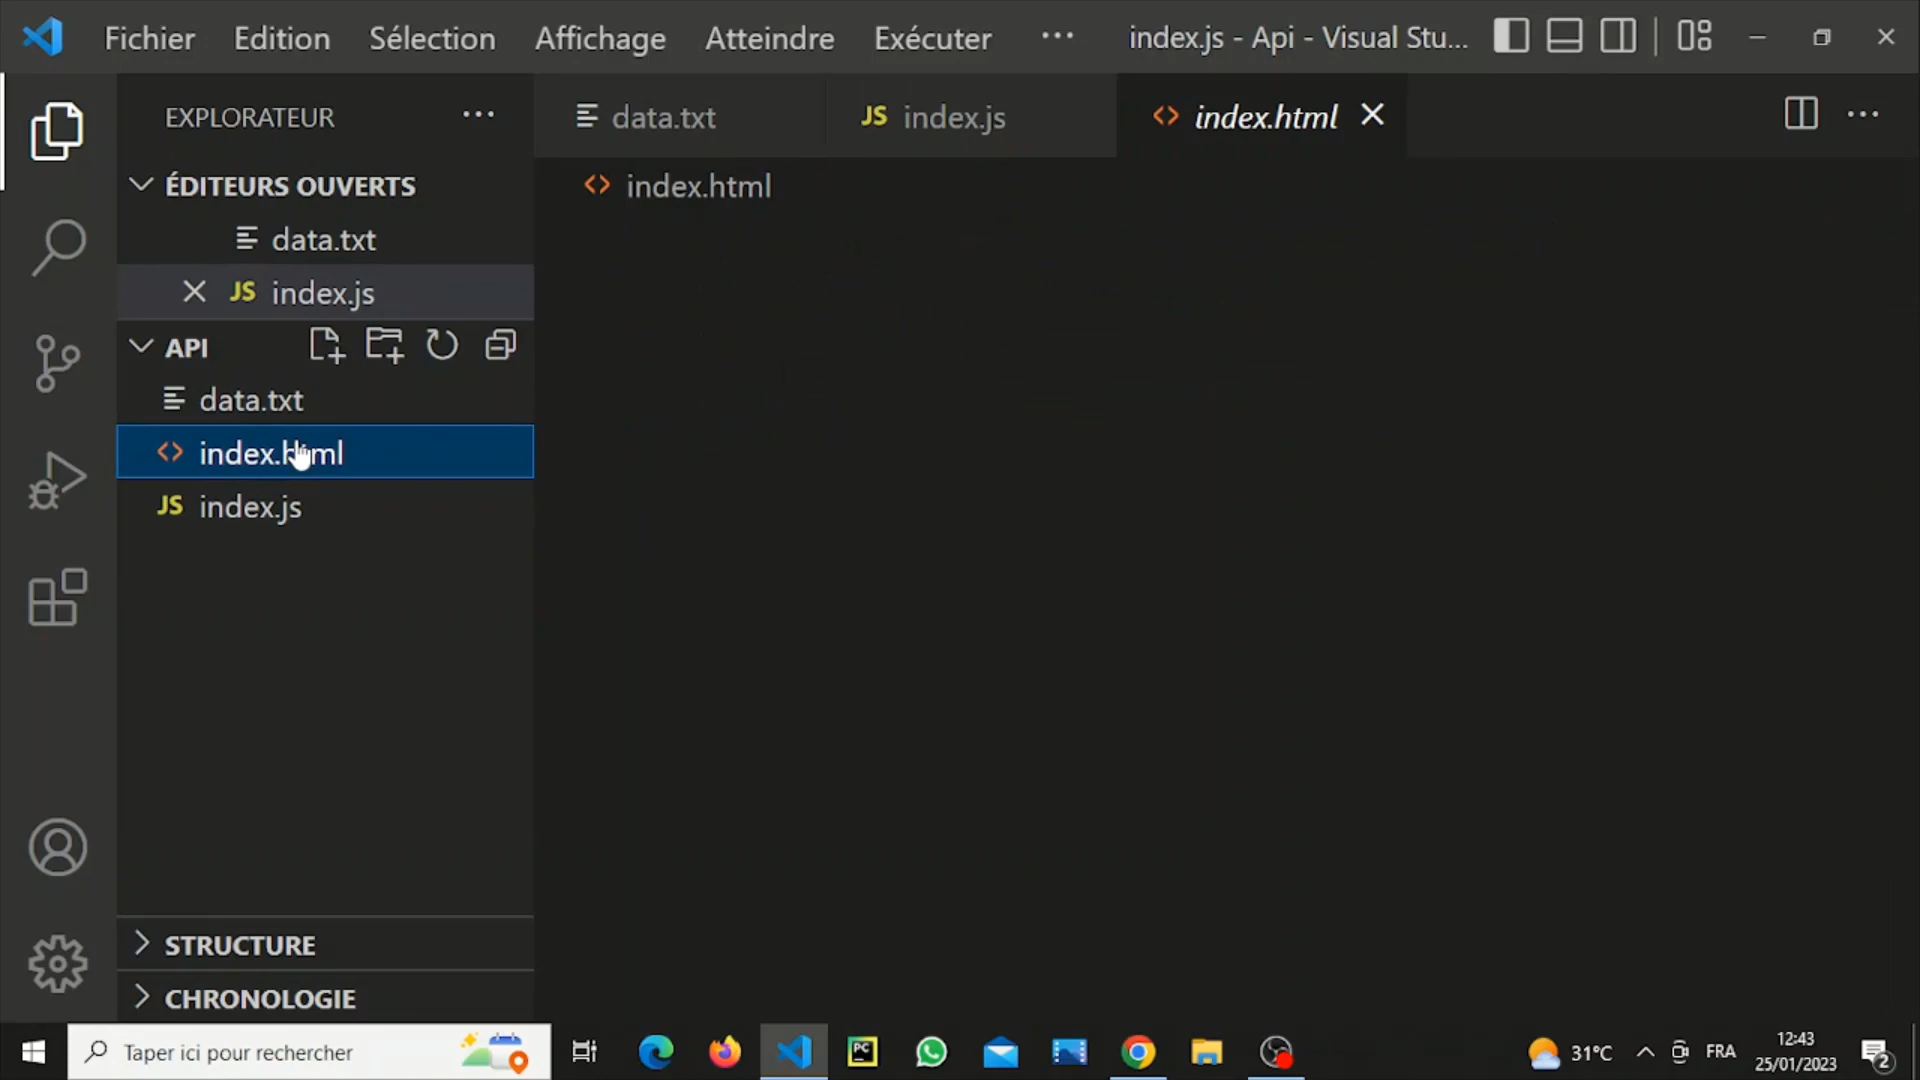 Fichier Edition Sélection Affichage Atteindre Exécuter ··· index.js - Api - Visual Stu...
EXPLORATEUR ···
data.txt
JS index.js
index.html
···
ÉDITEURS OUVERTS
index.html
data.txt
JS index.js
API
data.txt
index.html
JS index.js
STRUCTURE
CHRONOLOGIE
Taper ici pour rechercher
PC
31°C
FRA
12:43
25/01/2023
2